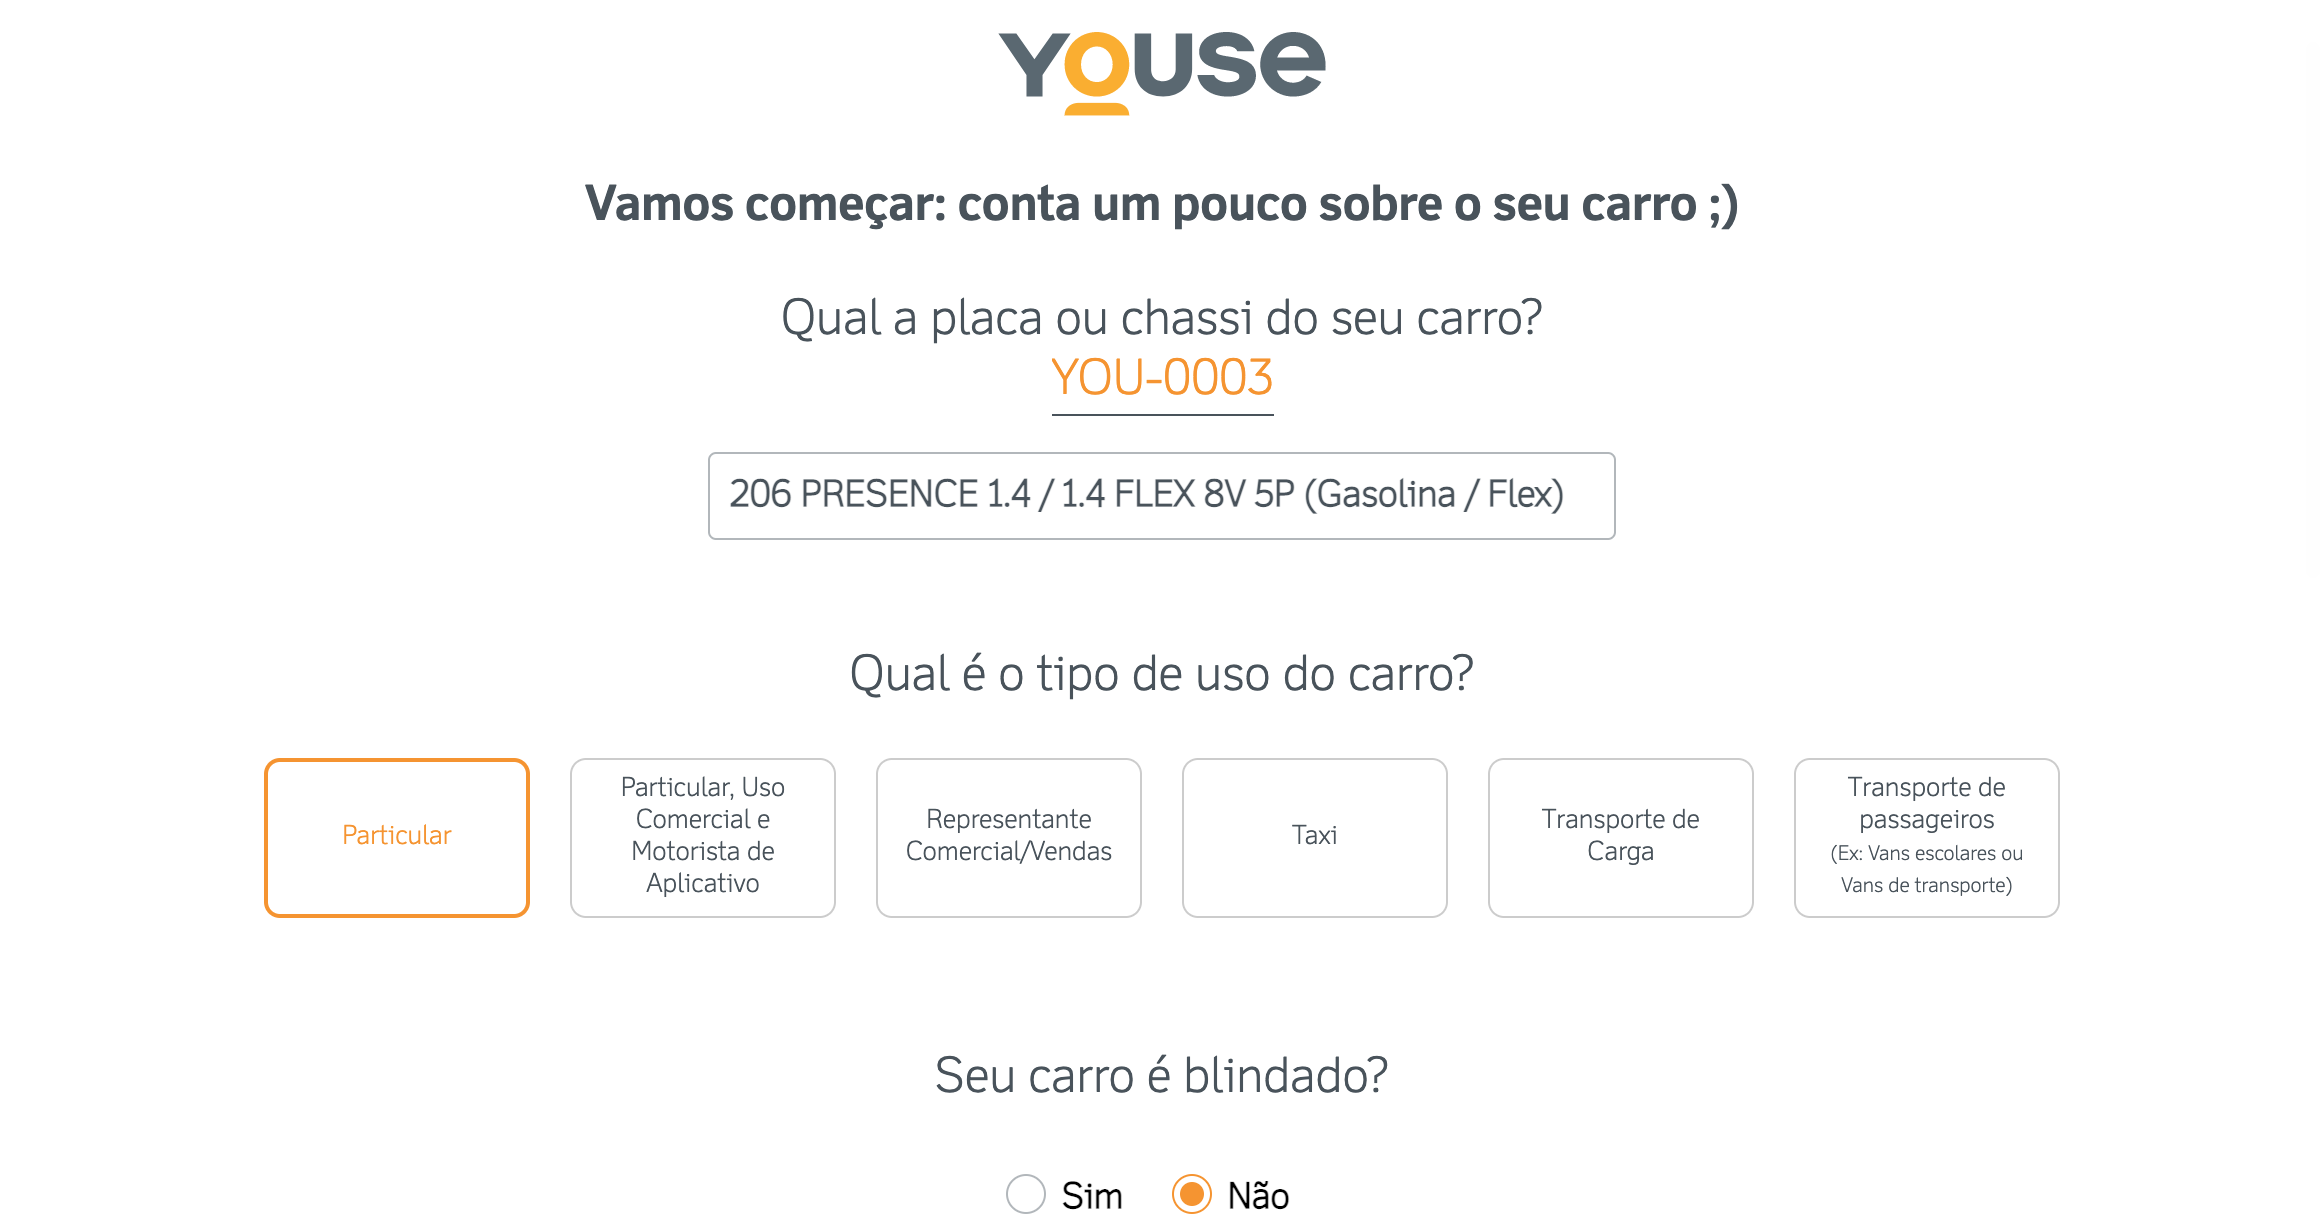 YOUSE
Vamos começar: conta um pouco sobre o seu carro ;)
Qual a placa ou chassi do seu carro?
YOU-0003
206 PRESENCE 1.4 / 1.4 FLEX 8V 5P (Gasolina / Flex)
Qual é o tipo de uso do carro?
Particular
Particular, Uso
Comercial e
Motorista de
Aplicativo
Representante
Comercial/Vendas
Taxi
Transporte de
Carga
Transporte de
passageiros
(Ex: Vans escolares ou
Vans de transporte)
Seu carro é blindado?
Sim
Não